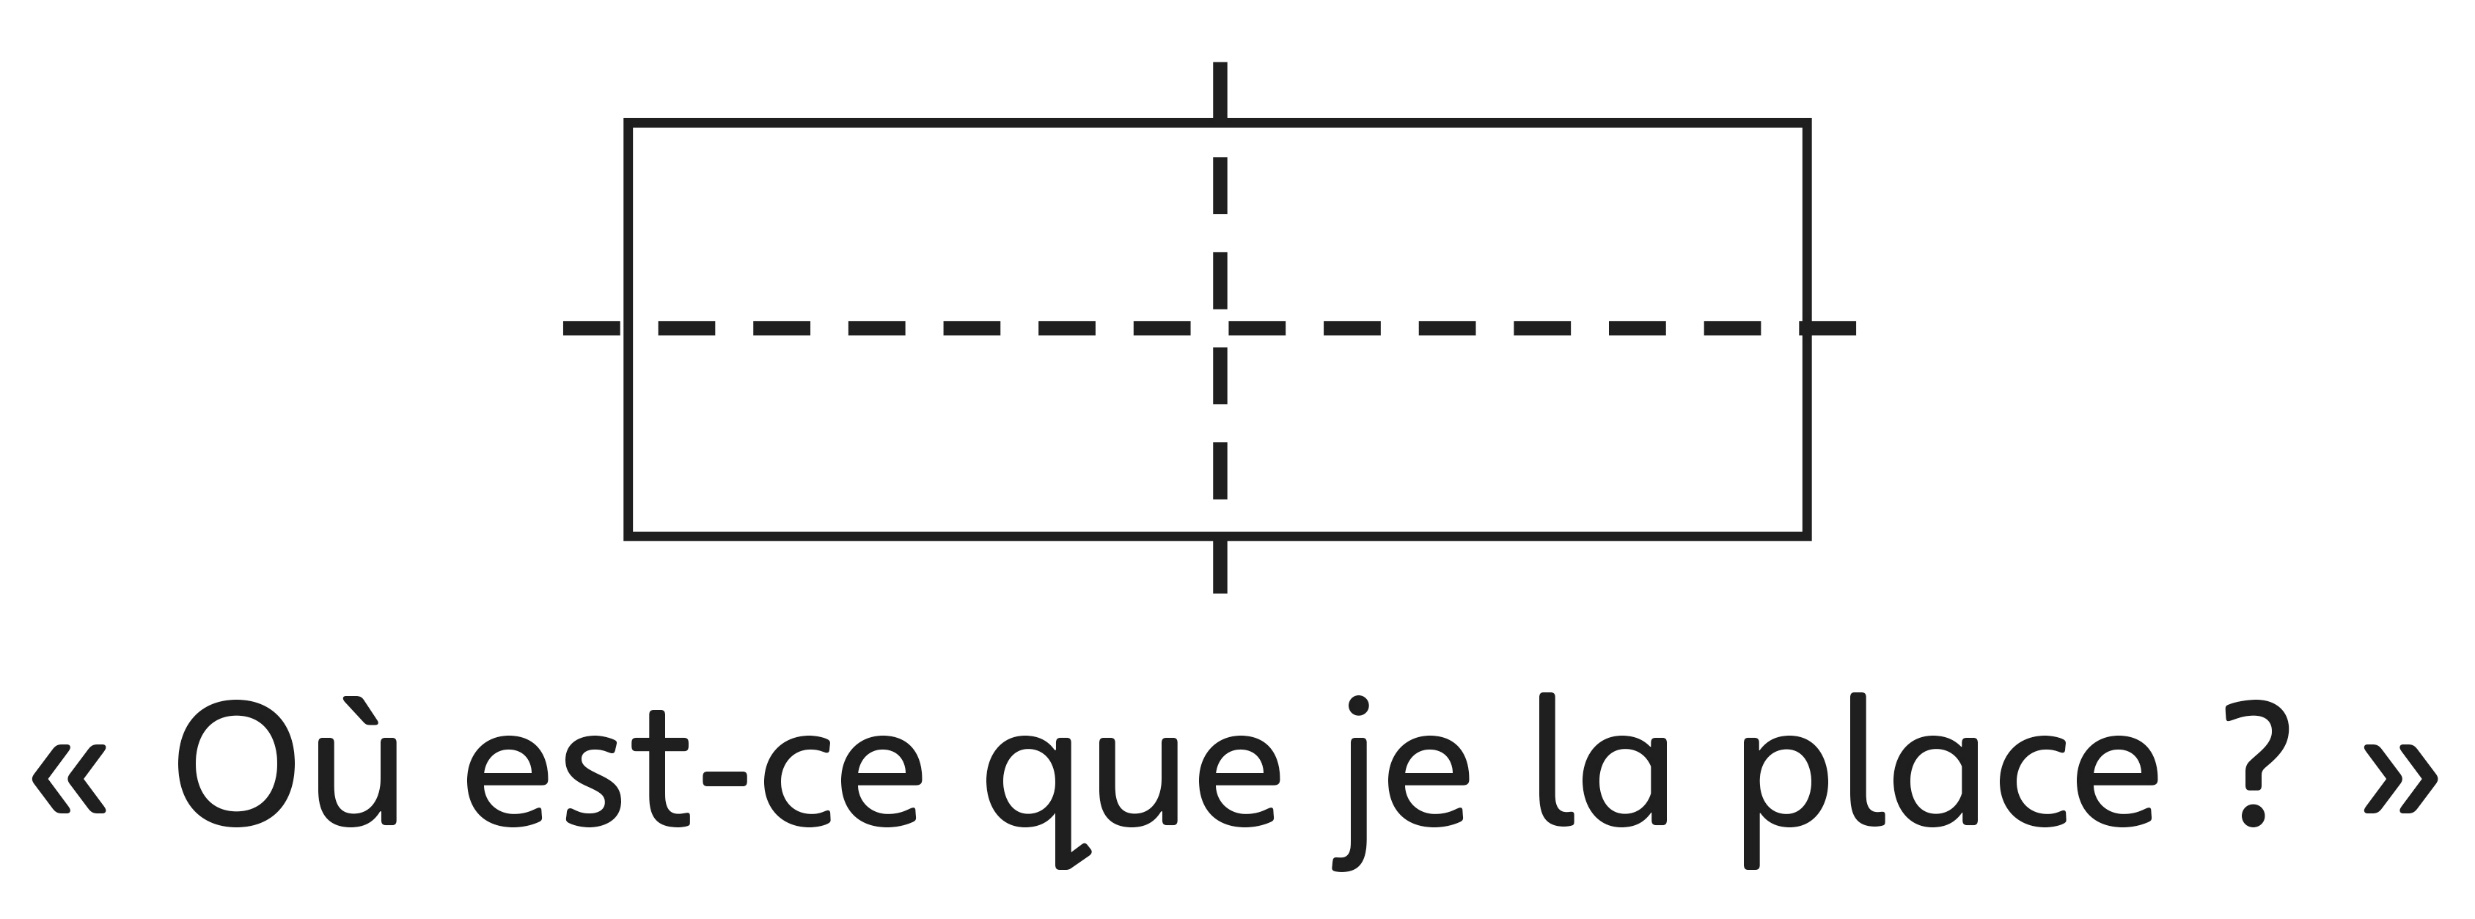 « Où est-ce que je la place ? »